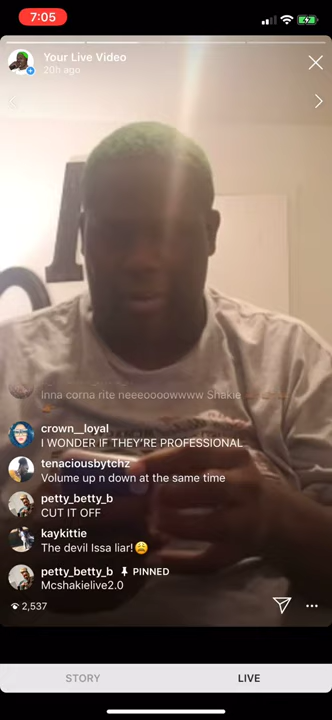 7:05
Your Live Video
20h ago
Inna corna rite neeeoooowwww Shakie
crown__loyal
I WONDER IF THEY'RE PROFESSIONAL
tenaciousbytchz
Volume up n down at the same time
petty_betty_b
CUT IT OFF
kaykittie
The devil Issa liar!😩
petty_betty_b PINNED
Mcshakielive2.0
2,537
STORY LIVE